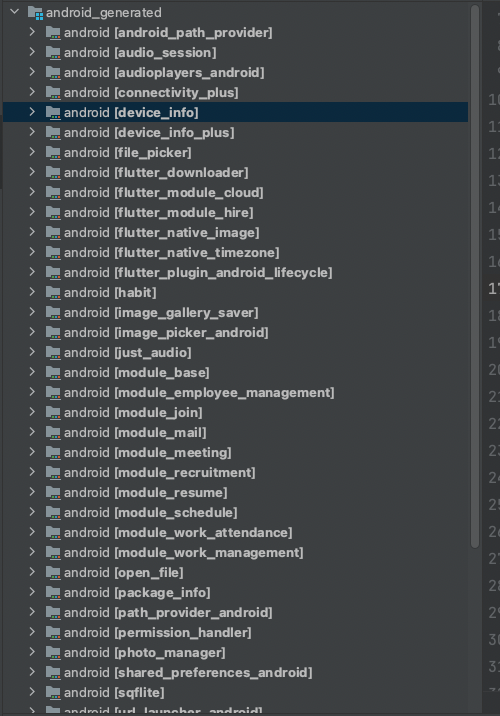 android_generated
android [android_path_provider]
android [audio_session]
android [audioplayers_android]
android [connectivity_plus]
android [device_info]
android [device_info_plus]
android [file_picker]
android [flutter_downloader]
android [flutter_module_cloud]
android [flutter_module_hire]
android [flutter_native_image]
android [flutter_native_timezone]
android [flutter_plugin_android_lifecycle]
android [habit]
android [image_gallery_saver]
android [image_picker_android]
android [just_audio]
android [module_base]
android [module_employee_management]
android [module_join]
android [module_mail]
android [module_meeting]
android [module_recruitment]
android [module_resume]
android [module_schedule]
android [module_work_attendance]
android [module_work_management]
android [open_file]
android [package_info]
android [path_provider_android]
android [permission_handler]
android [photo_manager]
android [shared_preferences_android]
android [sqflite]
android [url_launcher_android]
10
11
12
13
14
15
16
17
18
19
20
21
22
23
24
25
26
27
28
29
30
31